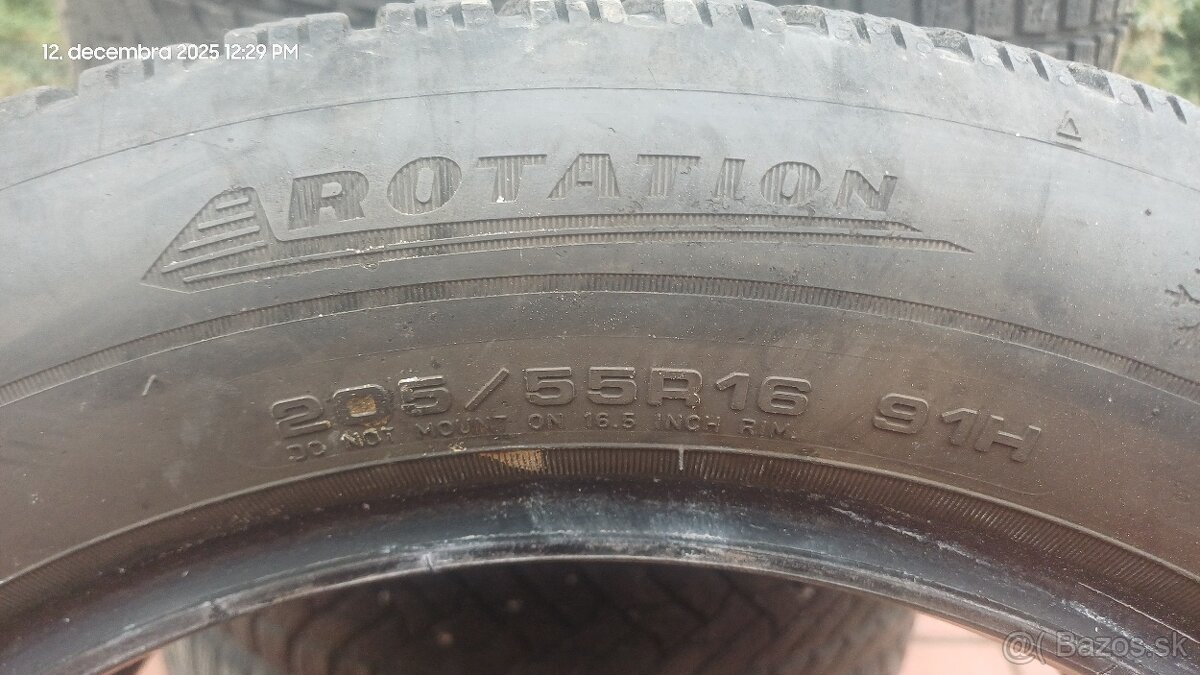 12. decembra 2025 12:29 PM
ROTATION
205/55R16 91H
DO NOT MOUNT ON 16.5 INCH RIM.
@( Bazos.sk